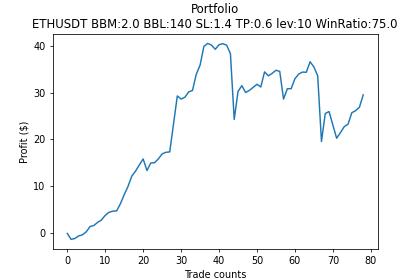 Portfolio
ETHUSDT BBM:2.0 BBL:140 SL:1.4 TP:0.6 lev:10 WinRatio:75.0
40
30
20
10
0
Profit ($)
0 10 20 30 40 50 60 70 80
Trade counts